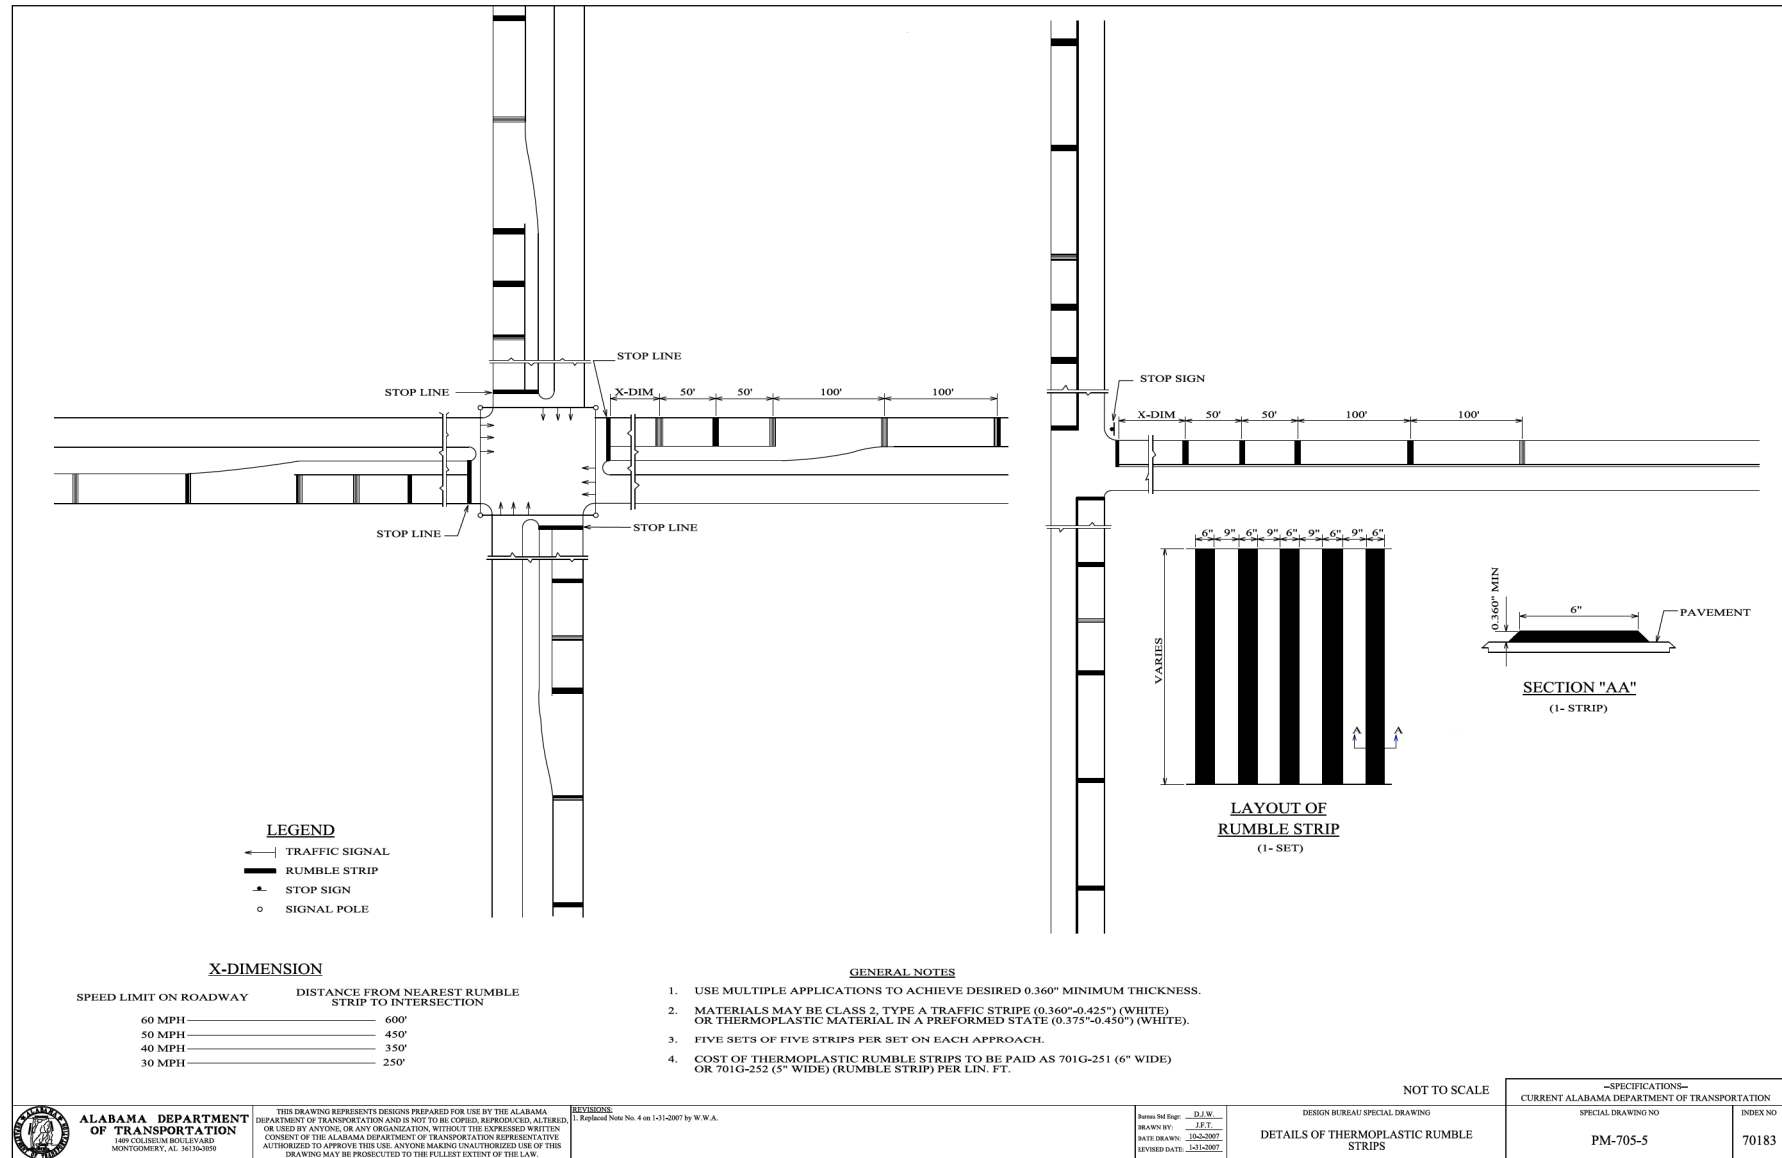 STOP LINE
STOP LINE
X-DIM 50' 50' 100' 100'
STOP LINE
STOP LINE
STOP SIGN
X-DIM 50' 50' 100' 100'
6" 9" 6" 9" 6" 9" 6" 9" 6"
VARIES
A A
LAYOUT OF
RUMBLE STRIP
(1- SET)
0.360" MIN
6"
PAVEMENT
SECTION "AA"
(1- STRIP)
LEGEND
TRAFFIC SIGNAL
RUMBLE STRIP
STOP SIGN
SIGNAL POLE
X-DIMENSION
SPEED LIMIT ON ROADWAY
DISTANCE FROM NEAREST RUMBLE
STRIP TO INTERSECTION
60 MPH 600'
50 MPH 450'
40 MPH 350'
30 MPH 250'
GENERAL NOTES
1. USE MULTIPLE APPLICATIONS TO ACHIEVE DESIRED 0.360" MINIMUM THICKNESS.
2. MATERIALS MAY BE CLASS 2, TYPE A TRAFFIC STRIPE (0.360"-0.425") (WHITE)
OR THERMOPLASTIC MATERIAL IN A PREFORMED STATE (0.375"-0.450") (WHITE).
3. FIVE SETS OF FIVE STRIPS PER SET ON EACH APPROACH.
4. COST OF THERMOPLASTIC RUMBLE STRIPS TO BE PAID AS 701G-251 (6" WIDE)
OR 701G-252 (5" WIDE) (RUMBLE STRIP) PER LIN. FT.
NOT TO SCALE
ALABAMA DEPARTMENT
OF TRANSPORTATION
1409 COLISEUM BOULEVARD
MONTGOMERY, AL 36130-3050
THIS DRAWING REPRESENTS DESIGNS PREPARED FOR USE BY THE ALABAMA
DEPARTMENT OF TRANSPORTATION AND IS NOT TO BE COPIED, REPRODUCED, ALTERED,
OR USED BY ANYONE, OR ANY ORGANIZATION, WITHOUT THE EXPRESSED WRITTEN
CONSENT OF THE ALABAMA DEPARTMENT OF TRANSPORTATION REPRESENTATIVE
AUTHORIZED TO APPROVE THIS USE. ANYONE MAKING UNAUTHORIZED USE OF THIS
DRAWING MAY BE PROSECUTED TO THE FULLEST EXTENT OF THE LAW.
REVISIONS:
1. Replaced Note No. 4 on 1-31-2007 by W.W.A.
Bureau Std Engr: D.J.W.
DRAWN BY: J.F.T.
DATE DRAWN: 10-2-2007
REVISED DATE: 1-31-2007
DESIGN BUREAU SPECIAL DRAWING
DETAILS OF THERMOPLASTIC RUMBLE
STRIPS
--SPECIFICATIONS--
CURRENT ALABAMA DEPARTMENT OF TRANSPORTATION
SPECIAL DRAWING NO
PM-705-5
INDEX NO
70183